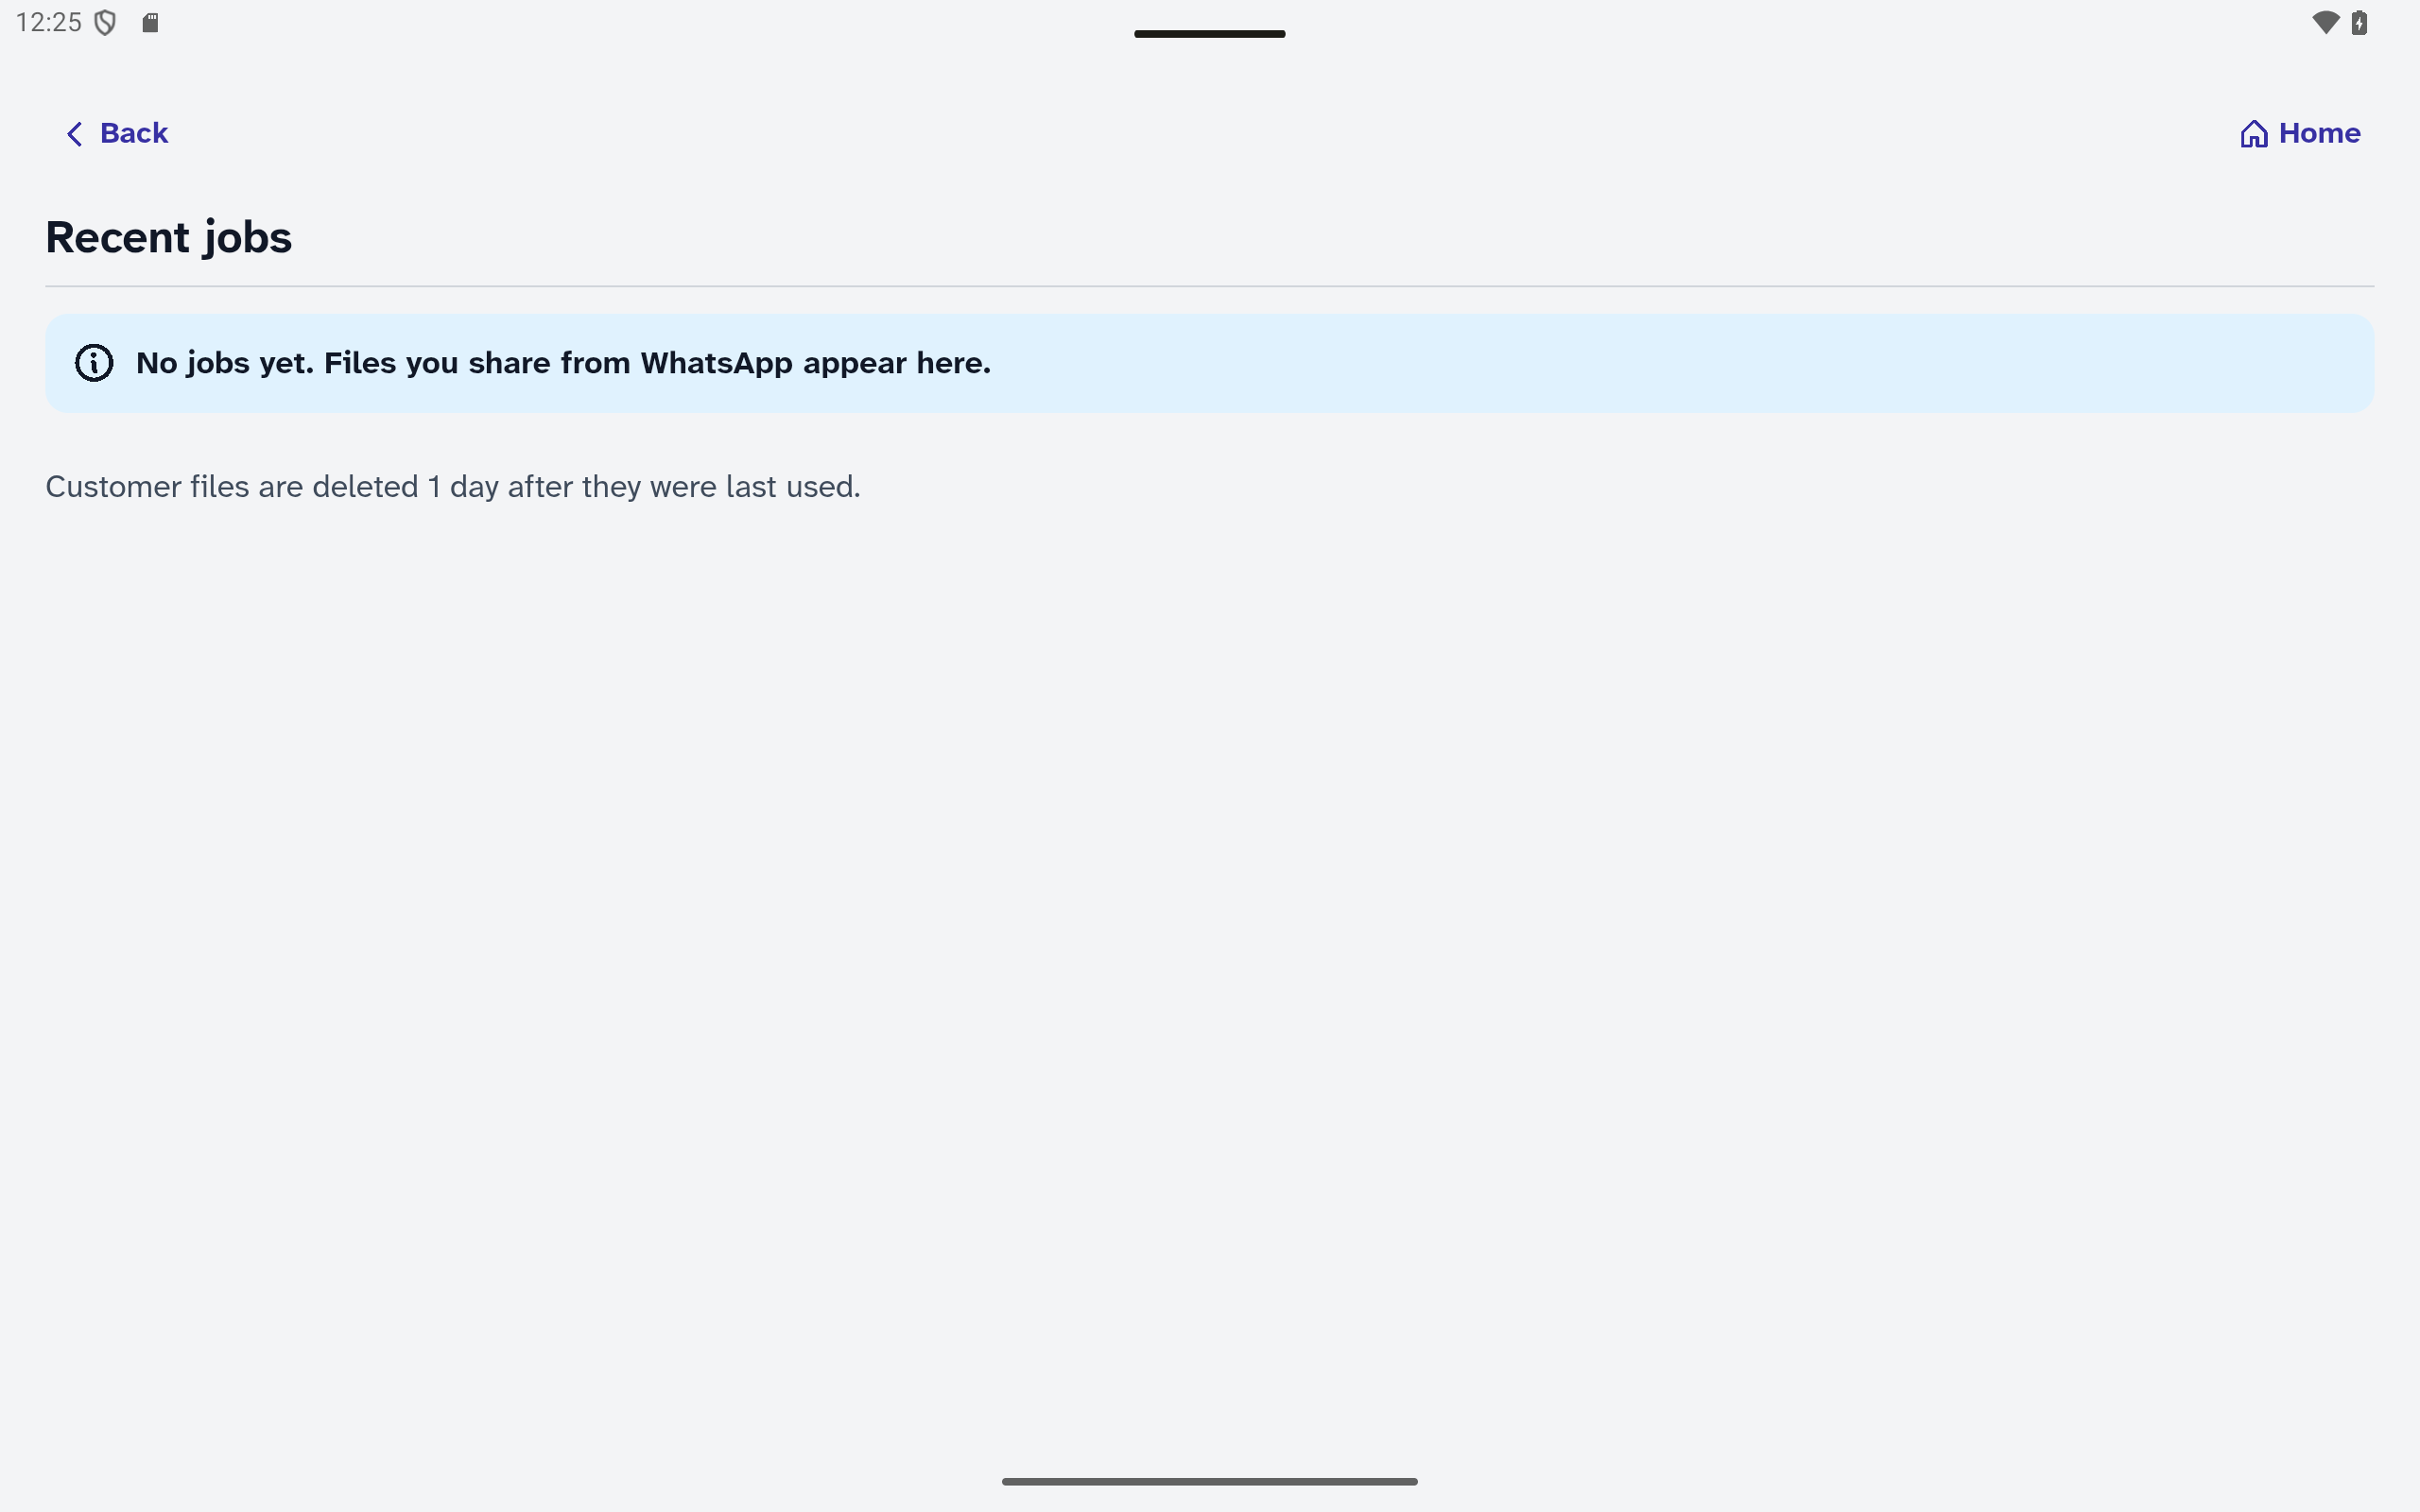 12:25
Back
Home
Recent jobs
No jobs yet. Files you share from WhatsApp appear here.
Customer files are deleted 1 day after they were last used.